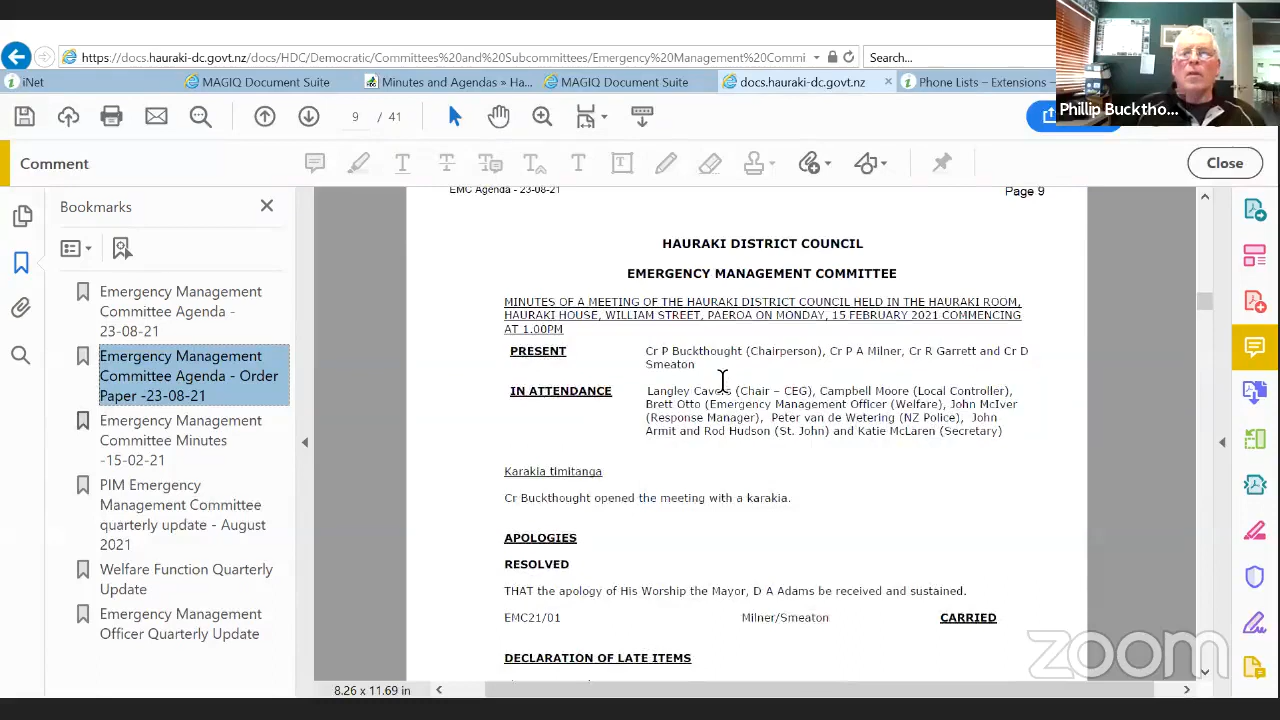 https://docs.hauraki-dc.govt.nz/docs/HDC/Democratic/Committees%20and%20Subcommittees/Emergency%20Management%20Commi
Search...
iNet
MAGIQ Document Suite
Minutes and Agendas » Ha...
MAGIQ Document Suite
docs.hauraki-dc.govt.nz
Phone Lists – Extensions –
Phillip Bucktho...
9 / 41
Comment
Close
Bookmarks
Emergency Management
Committee Agenda -
23-08-21
Emergency Management
Committee Agenda - Order
Paper -23-08-21
Emergency Management
Committee Minutes
-15-02-21
PIM Emergency
Management Committee
quarterly update - August
2021
Welfare Function Quarterly
Update
Emergency Management
Officer Quarterly Update
EMC Agenda - 23-08-21
Page 9
HAURAKI DISTRICT COUNCIL
EMERGENCY MANAGEMENT COMMITTEE
MINUTES OF A MEETING OF THE HAURAKI DISTRICT COUNCIL HELD IN THE HAURAKI ROOM,
HAURAKI HOUSE, WILLIAM STREET, PAEROA ON MONDAY, 15 FEBRUARY 2021 COMMENCING
AT 1.00PM
PRESENT Cr P Buckthought (Chairperson), Cr P A Milner, Cr R Garrett and Cr D
Smeaton
IN ATTENDANCE Langley Cavers (Chair – CEG), Campbell Moore (Local Controller),
Brett Otto (Emergency Management Officer (Welfare), John McIver
(Response Manager), Peter van de Wetering (NZ Police), John
Armit and Rod Hudson (St. John) and Katie McLaren (Secretary)
Karakia timitanga
Cr Buckthought opened the meeting with a karakia.
APOLOGIES
RESOLVED
THAT the apology of His Worship the Mayor, D A Adams be received and sustained.
EMC21/01 Milner/Smeaton CARRIED
DECLARATION OF LATE ITEMS
8.26 x 11.69 in
zoom